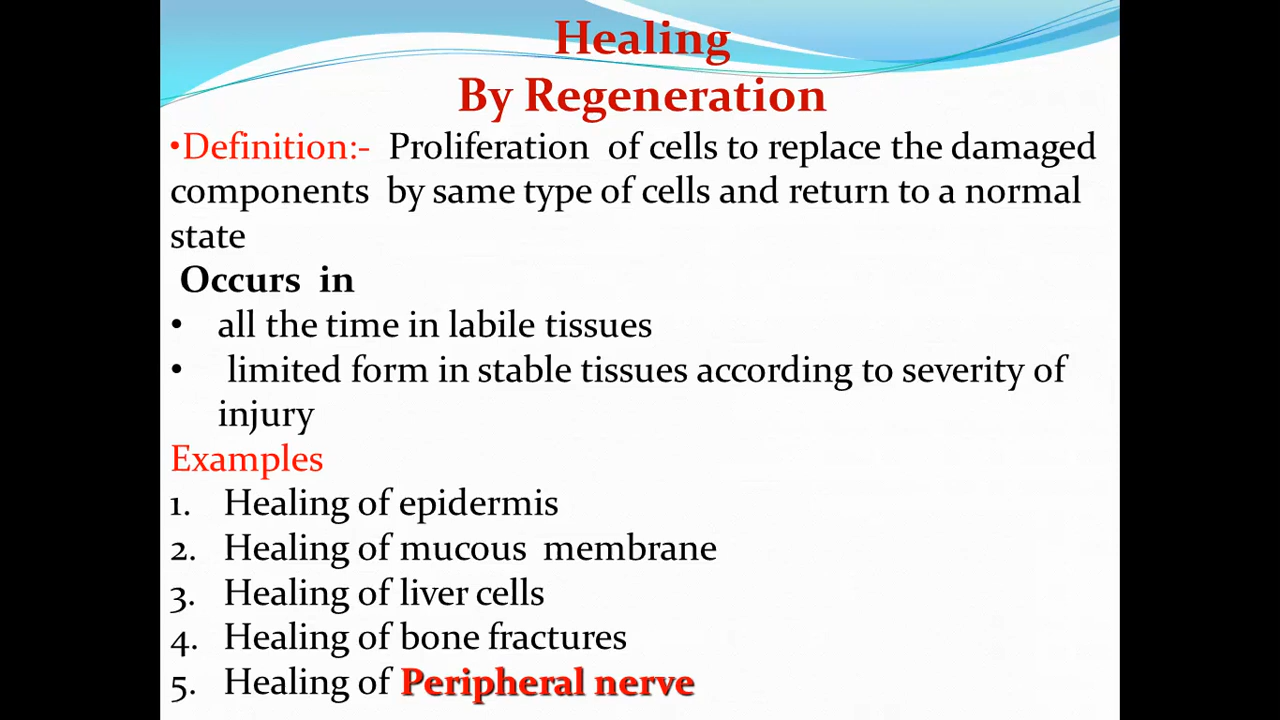 Healing
By Regeneration
•Definition:- Proliferation of cells to replace the damaged
components by same type of cells and return to a normal
state
Occurs in
• all the time in labile tissues
• limited form in stable tissues according to severity of
injury
Examples
1. Healing of epidermis
2. Healing of mucous membrane
3. Healing of liver cells
4. Healing of bone fractures
5. Healing of Peripheral nerve